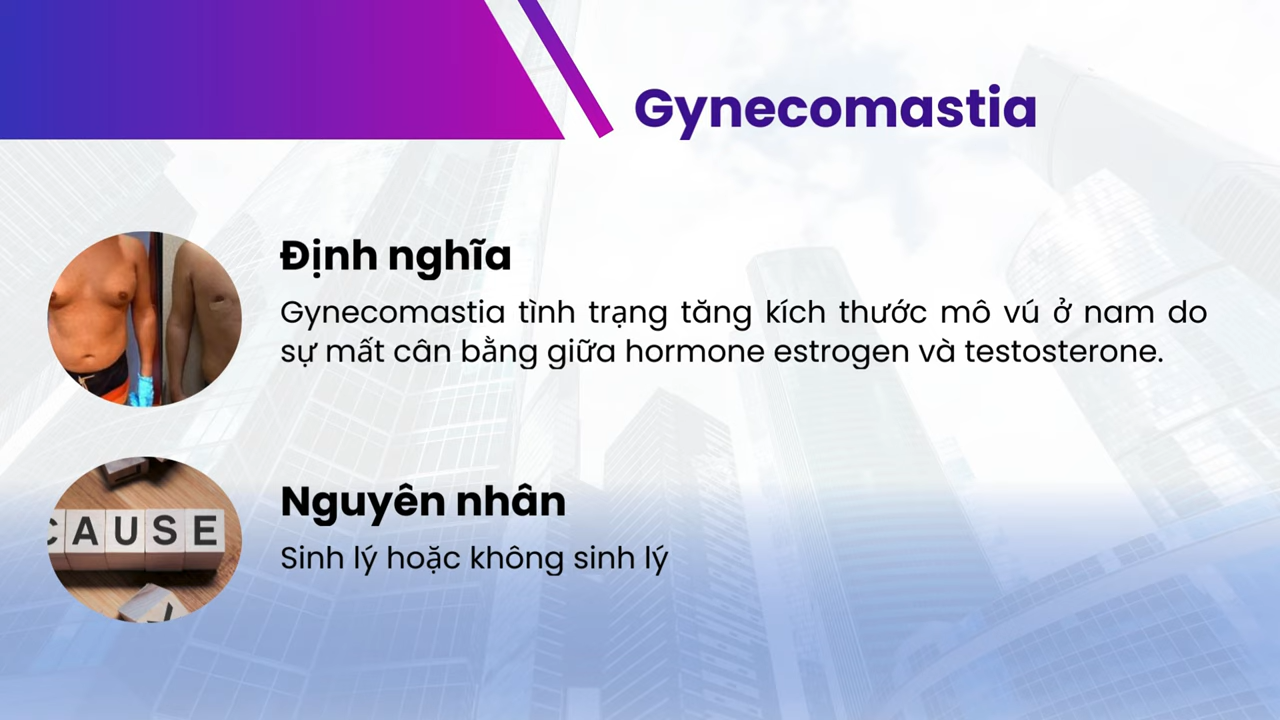 Gynecomastia
Định nghĩa
Gynecomastia tình trạng tăng kích thước mô vú ở nam do
sự mất cân bằng giữa hormone estrogen và testosterone.
CAUSE
Nguyên nhân
Sinh lý hoặc không sinh lý